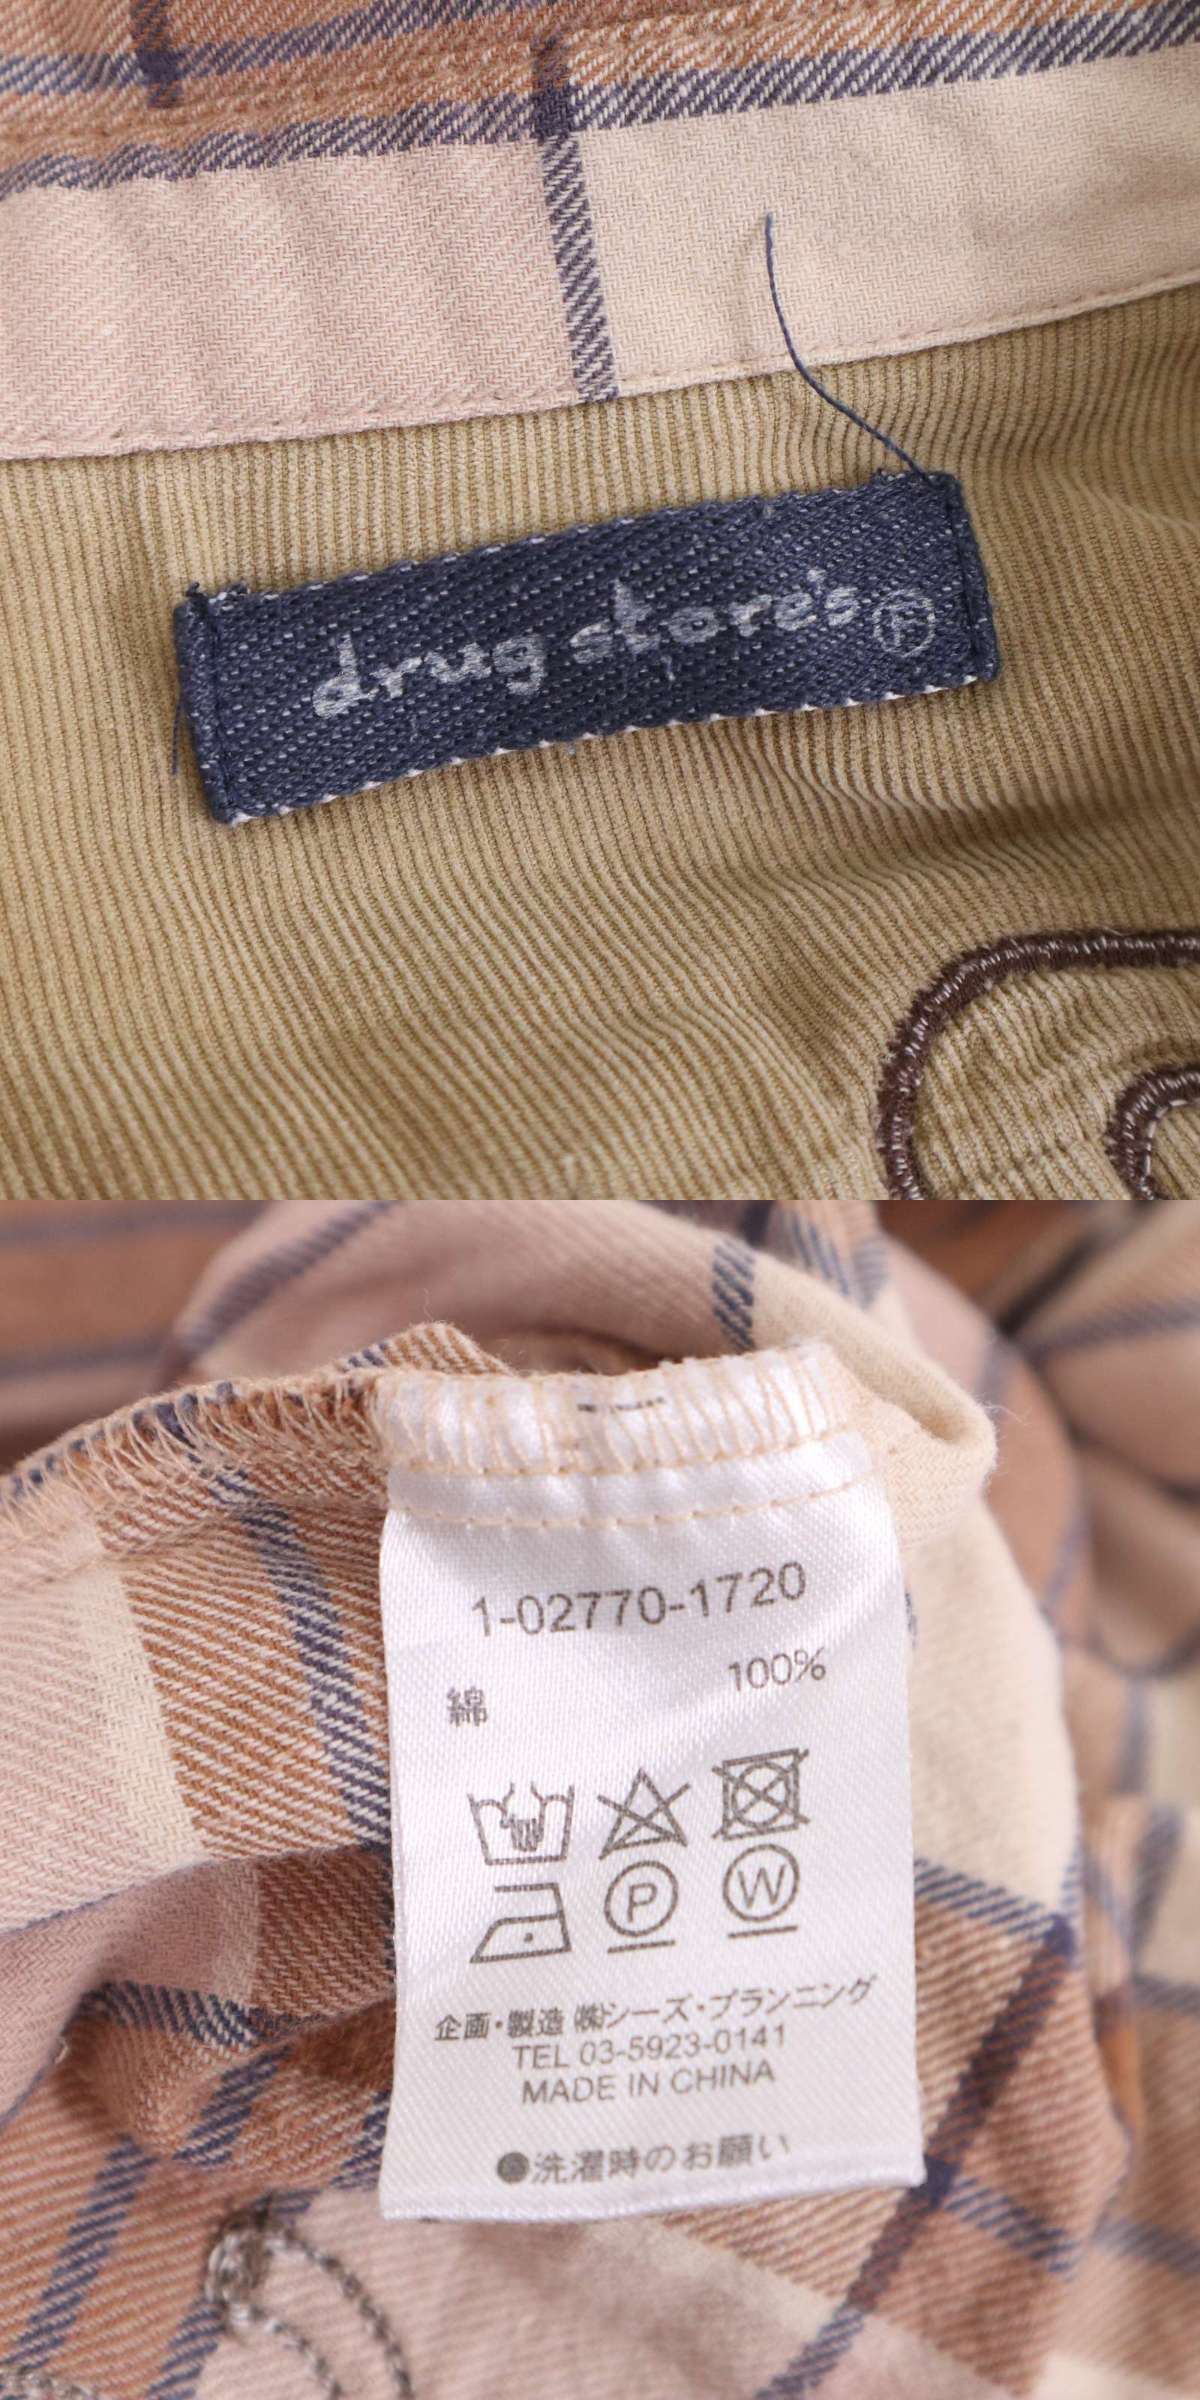 drug store's Ⓡ
1-02770-1720
綿 100%
P W
企画・製造 ㈱シーズ・プランニング
TEL 03-5923-0141
MADE IN CHINA
●洗濯時のお願い